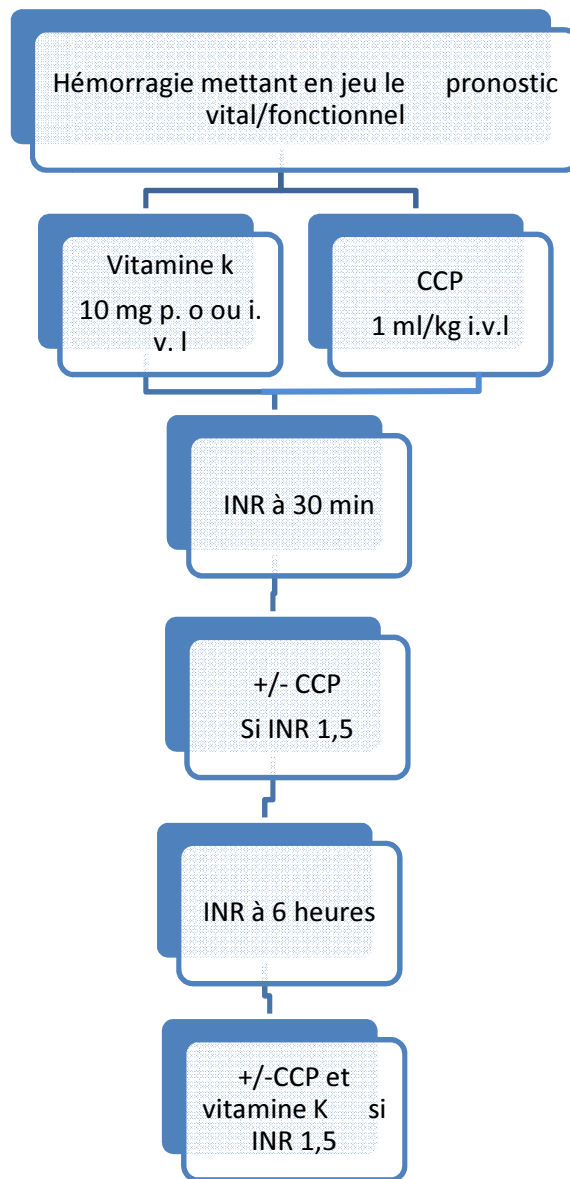 Hémorragie mettant en jeu le pronostic
vital/fonctionnel
Vitamine k
10 mg p. o ou i.
v. l
CCP
1 ml/kg i.v.l
INR à 30 min
+/- CCP
Si INR 1,5
INR à 6 heures
+/-CCP et
vitamine K si
INR 1,5